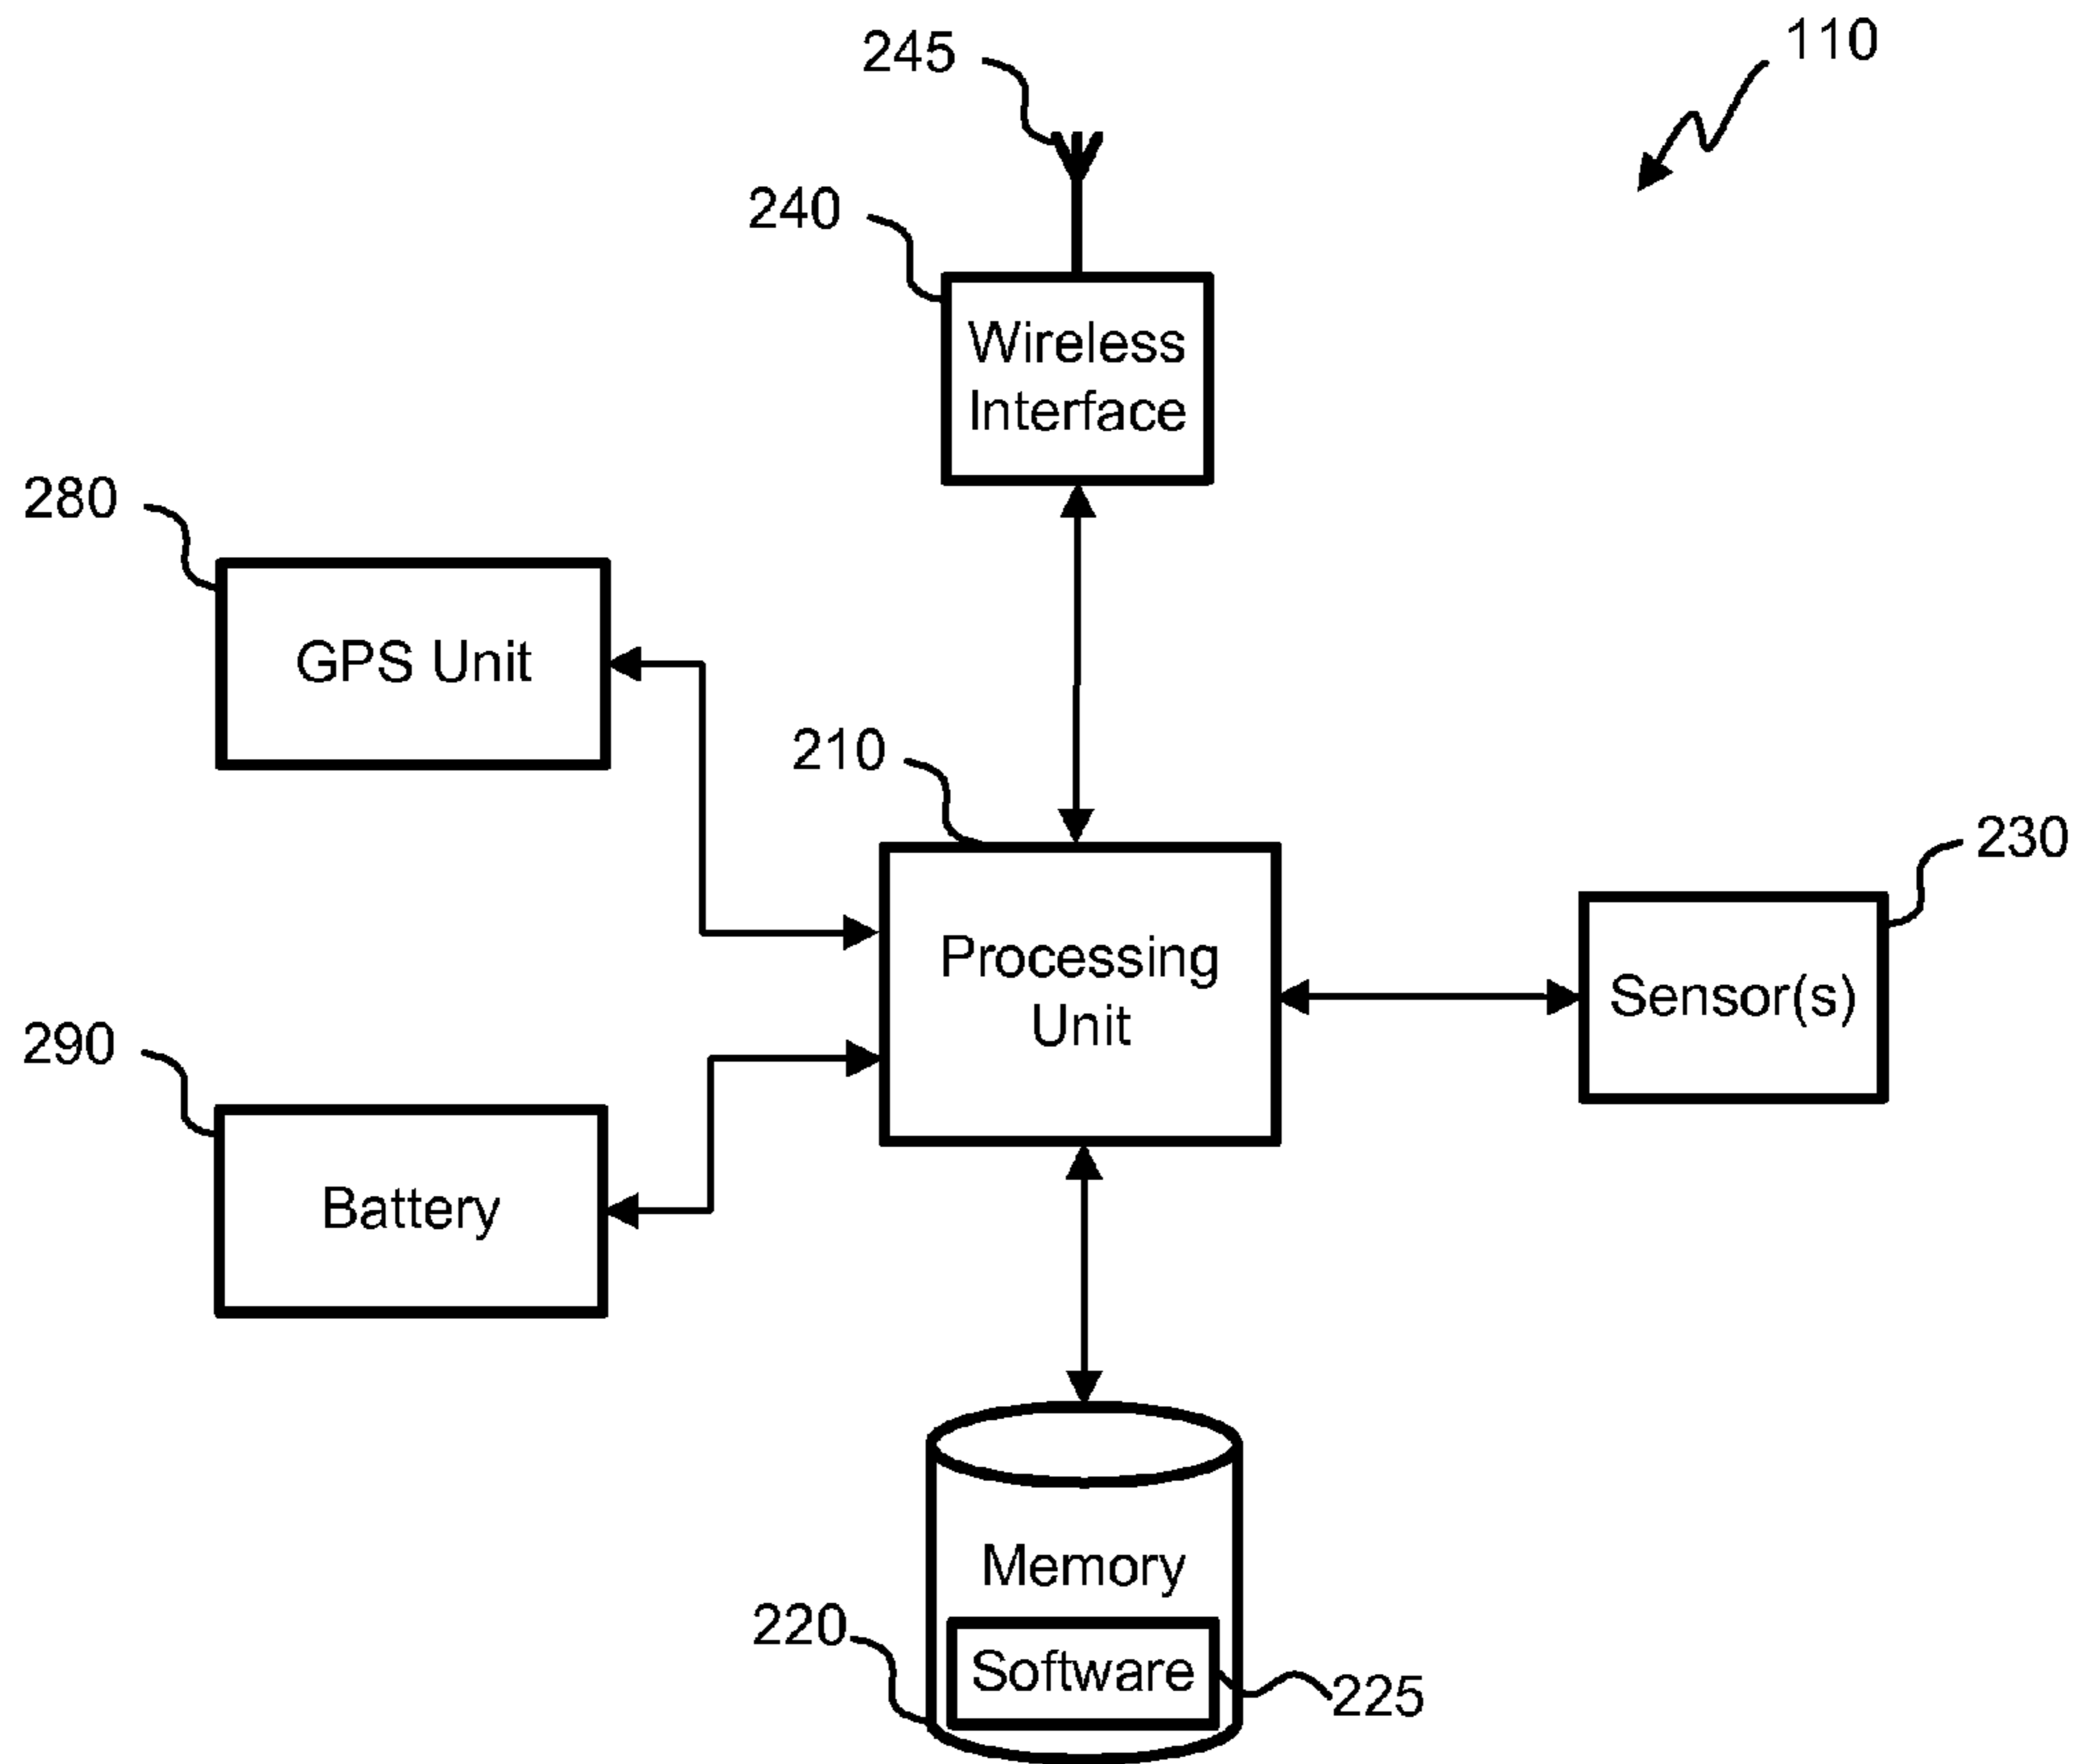 245
110
240
Wireless
Interface
280
GPS Unit
210
230
Processing
Unit
Sensor(s)
290
Battery
Memory
220
Software
225